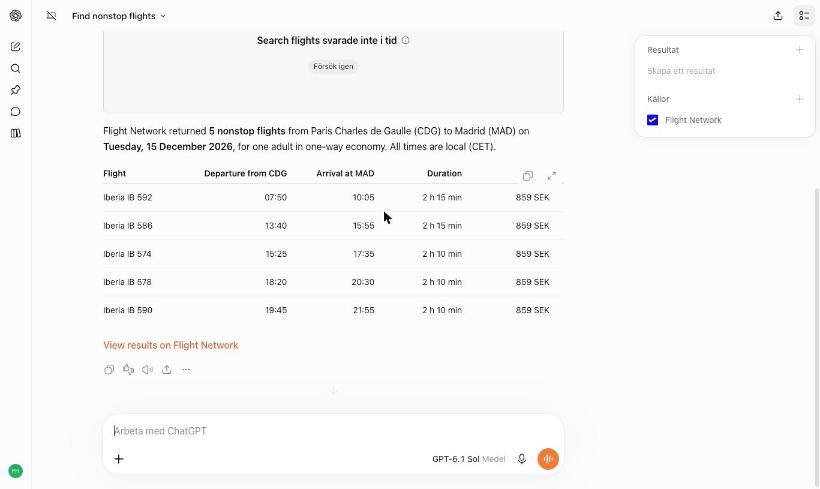 Find nonstop flights
Search flights svarade inte i tid
Försök igen
Flight Network returned 5 nonstop flights from Paris Charles de Gaulle (CDG) to Madrid (MAD) on
Tuesday, 15 December 2026, for one adult in one-way economy. All times are local (CET).
Flight Departure from CDG Arrival at MAD Duration
Iberia IB 592 07:50 10:05 2 h 15 min 859 SEK
Iberia IB 586 13:40 15:55 2 h 15 min 859 SEK
Iberia IB 574 15:25 17:35 2 h 10 min 859 SEK
Iberia IB 578 18:20 20:30 2 h 10 min 859 SEK
Iberia IB 590 19:45 21:55 2 h 10 min 859 SEK
View results on Flight Network
Arbeta med ChatGPT
GPT-6.1 Sol Medel
Resultat
Skapa ett resultat
Källor
Flight Network